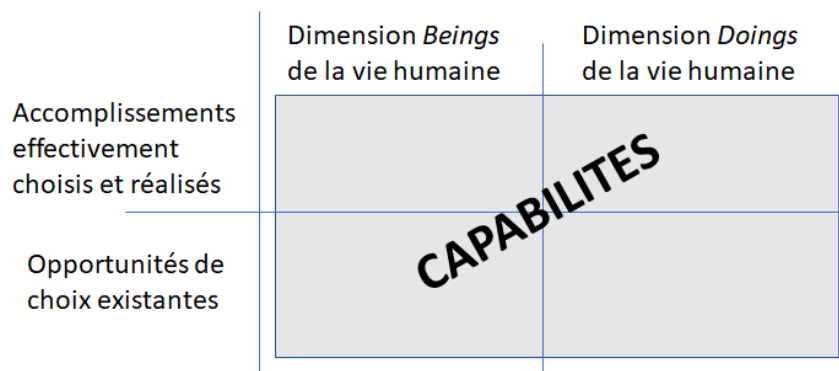 Dimension Beings
de la vie humaine
Dimension Doings
de la vie humaine
Accomplissements
effectivement
choisis et réalisés
CAPABILITES
Opportunités de
choix existantes